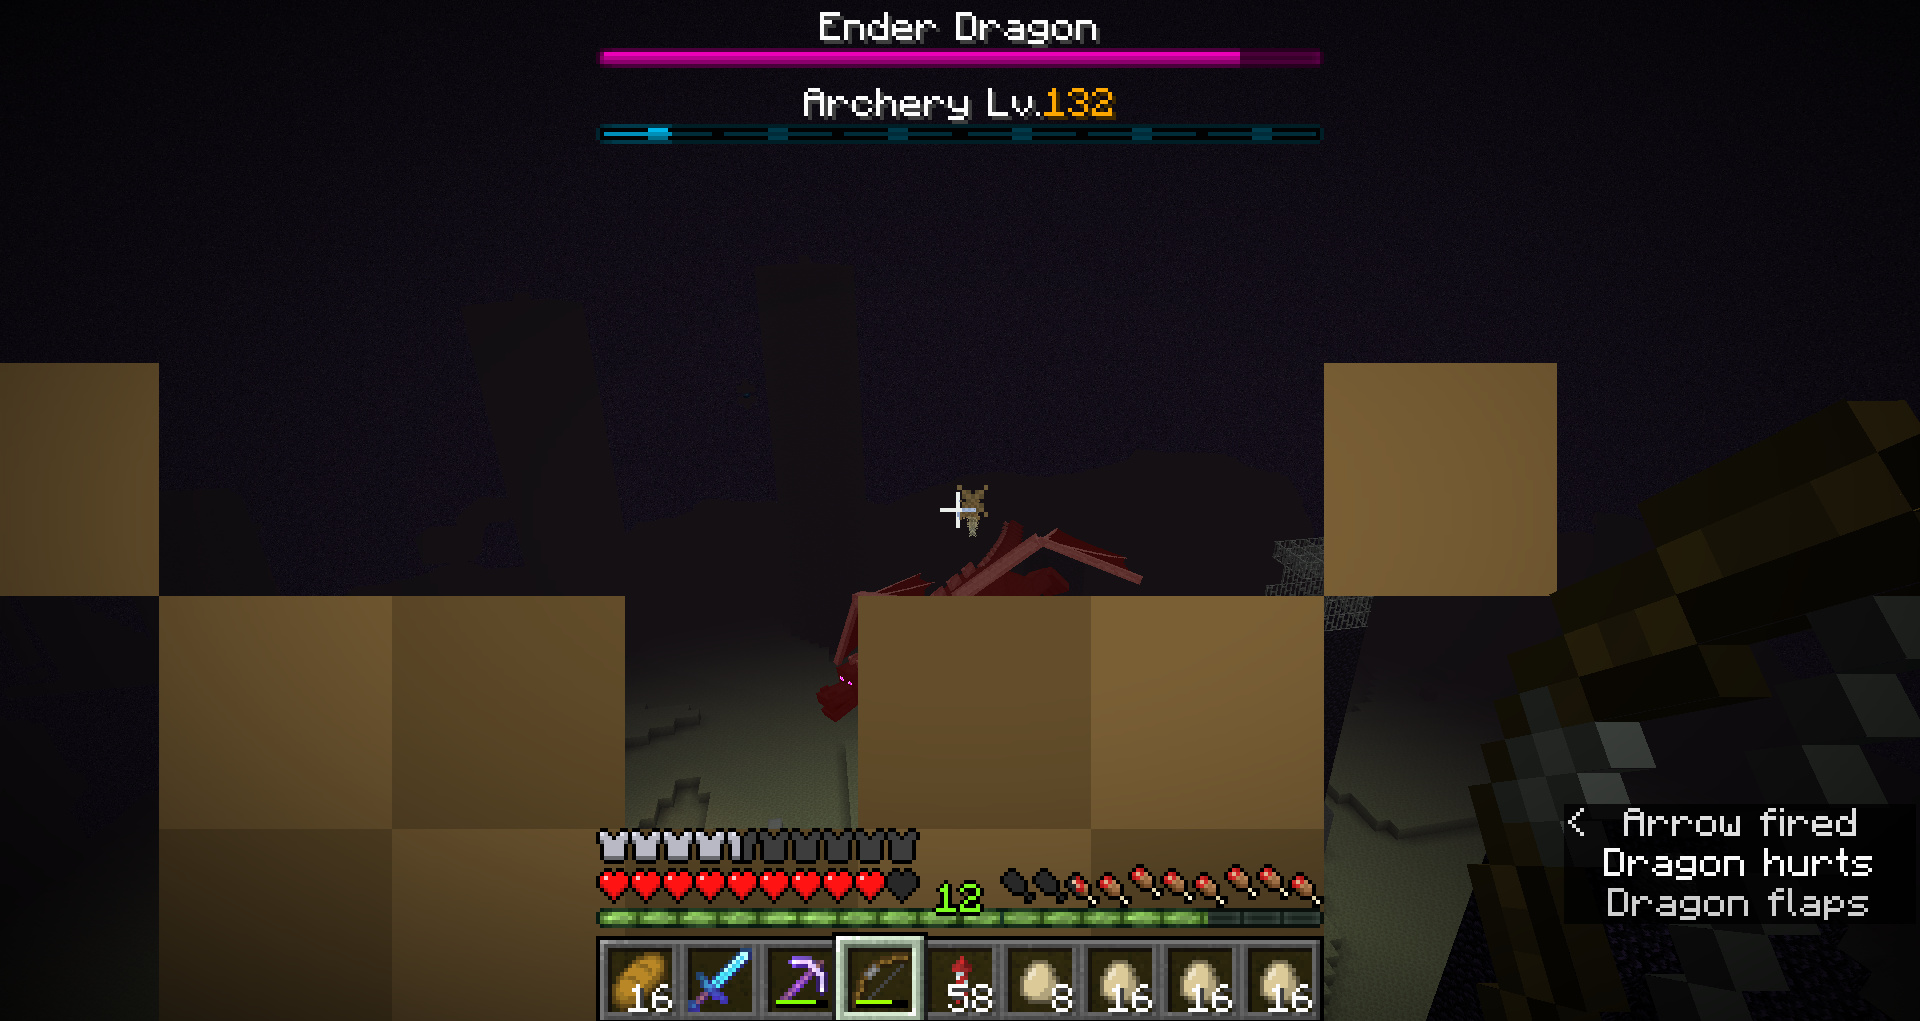 Ender Dragon
Archery Lv.132
< Arrow fired
Dragon hurts
Dragon flaps
12
16
58
8
16
16
16